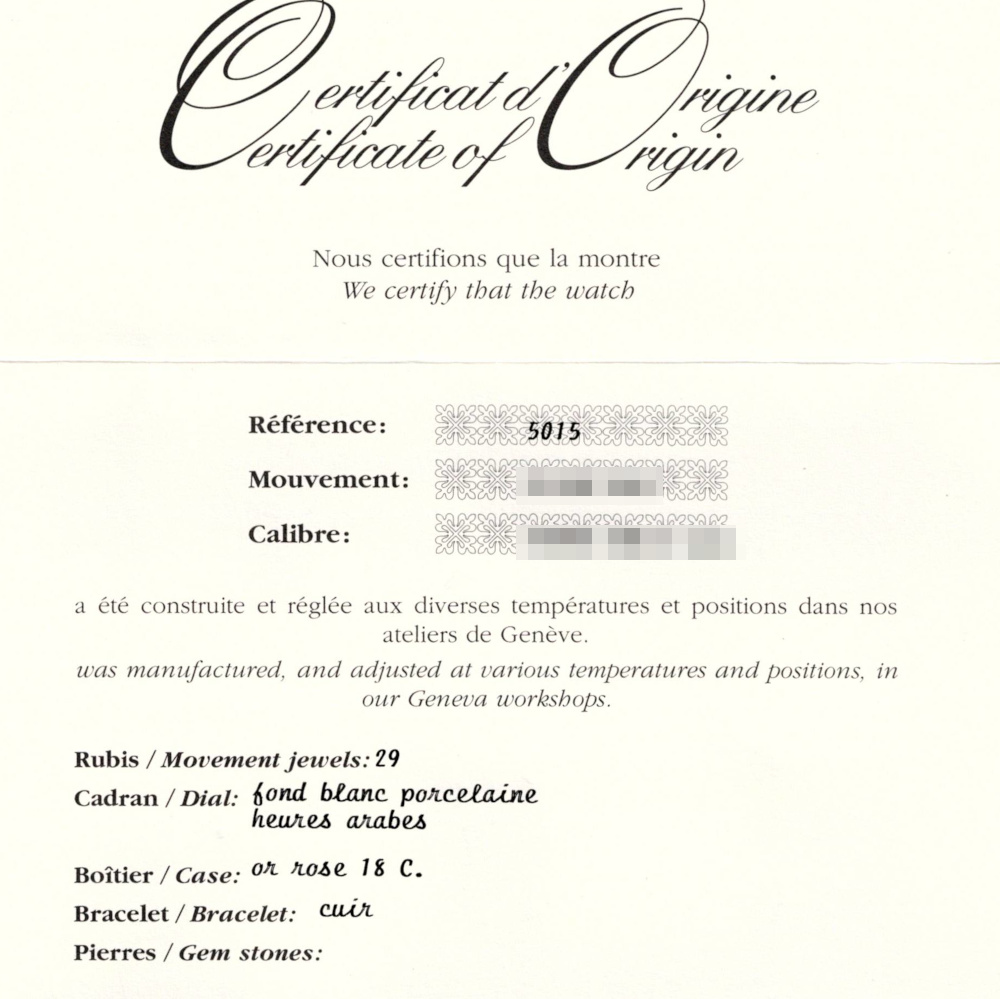 Certificat d'Origine
Certificate of Origin
Nous certifions que la montre
We certify that the watch
Référence: 5015
Mouvement:
Calibre:
a été construite et réglée aux diverses températures et positions dans nos
ateliers de Genève.
was manufactured, and adjusted at various temperatures and positions, in
our Geneva workshops.
Rubis / Movement jewels: 29
Cadran / Dial: fond blanc porcelaine
heures arabes
Boîtier / Case: or rose 18 C.
Bracelet / Bracelet: cuir
Pierres / Gem stones: